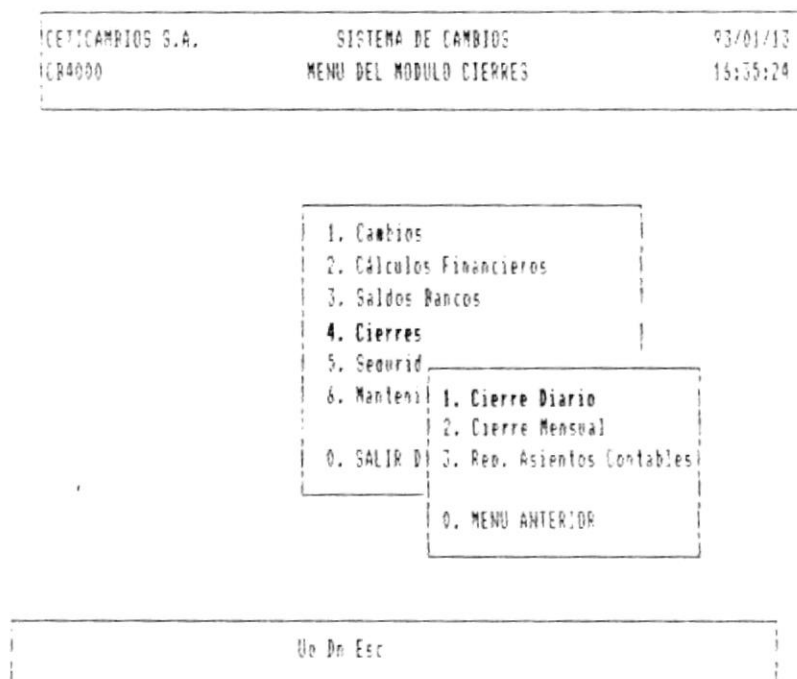 CETICAMBIOS S.A. SISTEMA DE CAMBIOS 93/01/13
CB4000 MENU DEL MODULO CIERRES 16:35:24
1. Cambios
2. Cálculos Financieros
3. Saldos Bancos
4. Cierres
5. Segurid
6. Manteni
0. SALIR D
1. Cierre Diario
2. Cierre Mensual
3. Rep. Asientos Contables
0. MENU ANTERIOR
Up Dn Esc